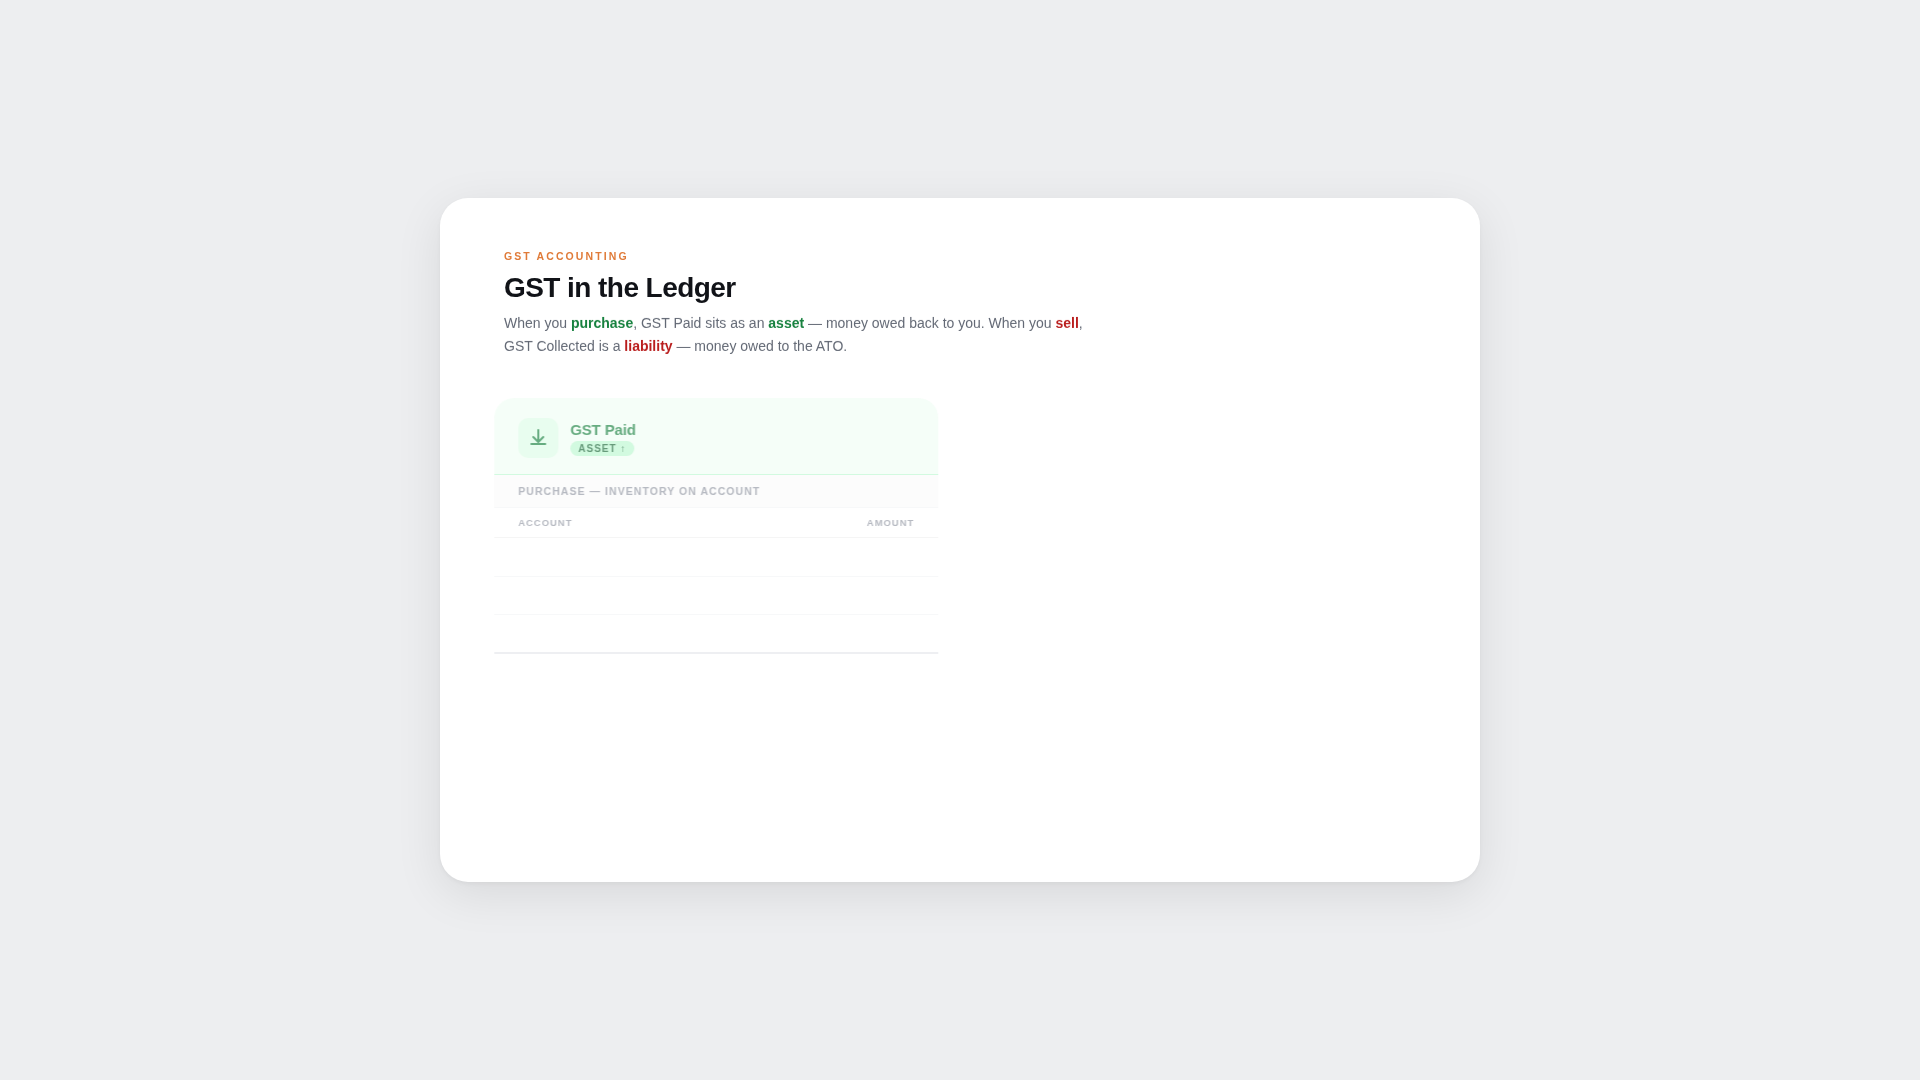 GST ACCOUNTING
GST in the Ledger
When you purchase, GST Paid sits as an asset — money owed back to you. When you sell,
GST Collected is a liability — money owed to the ATO.
GST Paid
ASSET ↑
PURCHASE — INVENTORY ON ACCOUNT
ACCOUNT AMOUNT